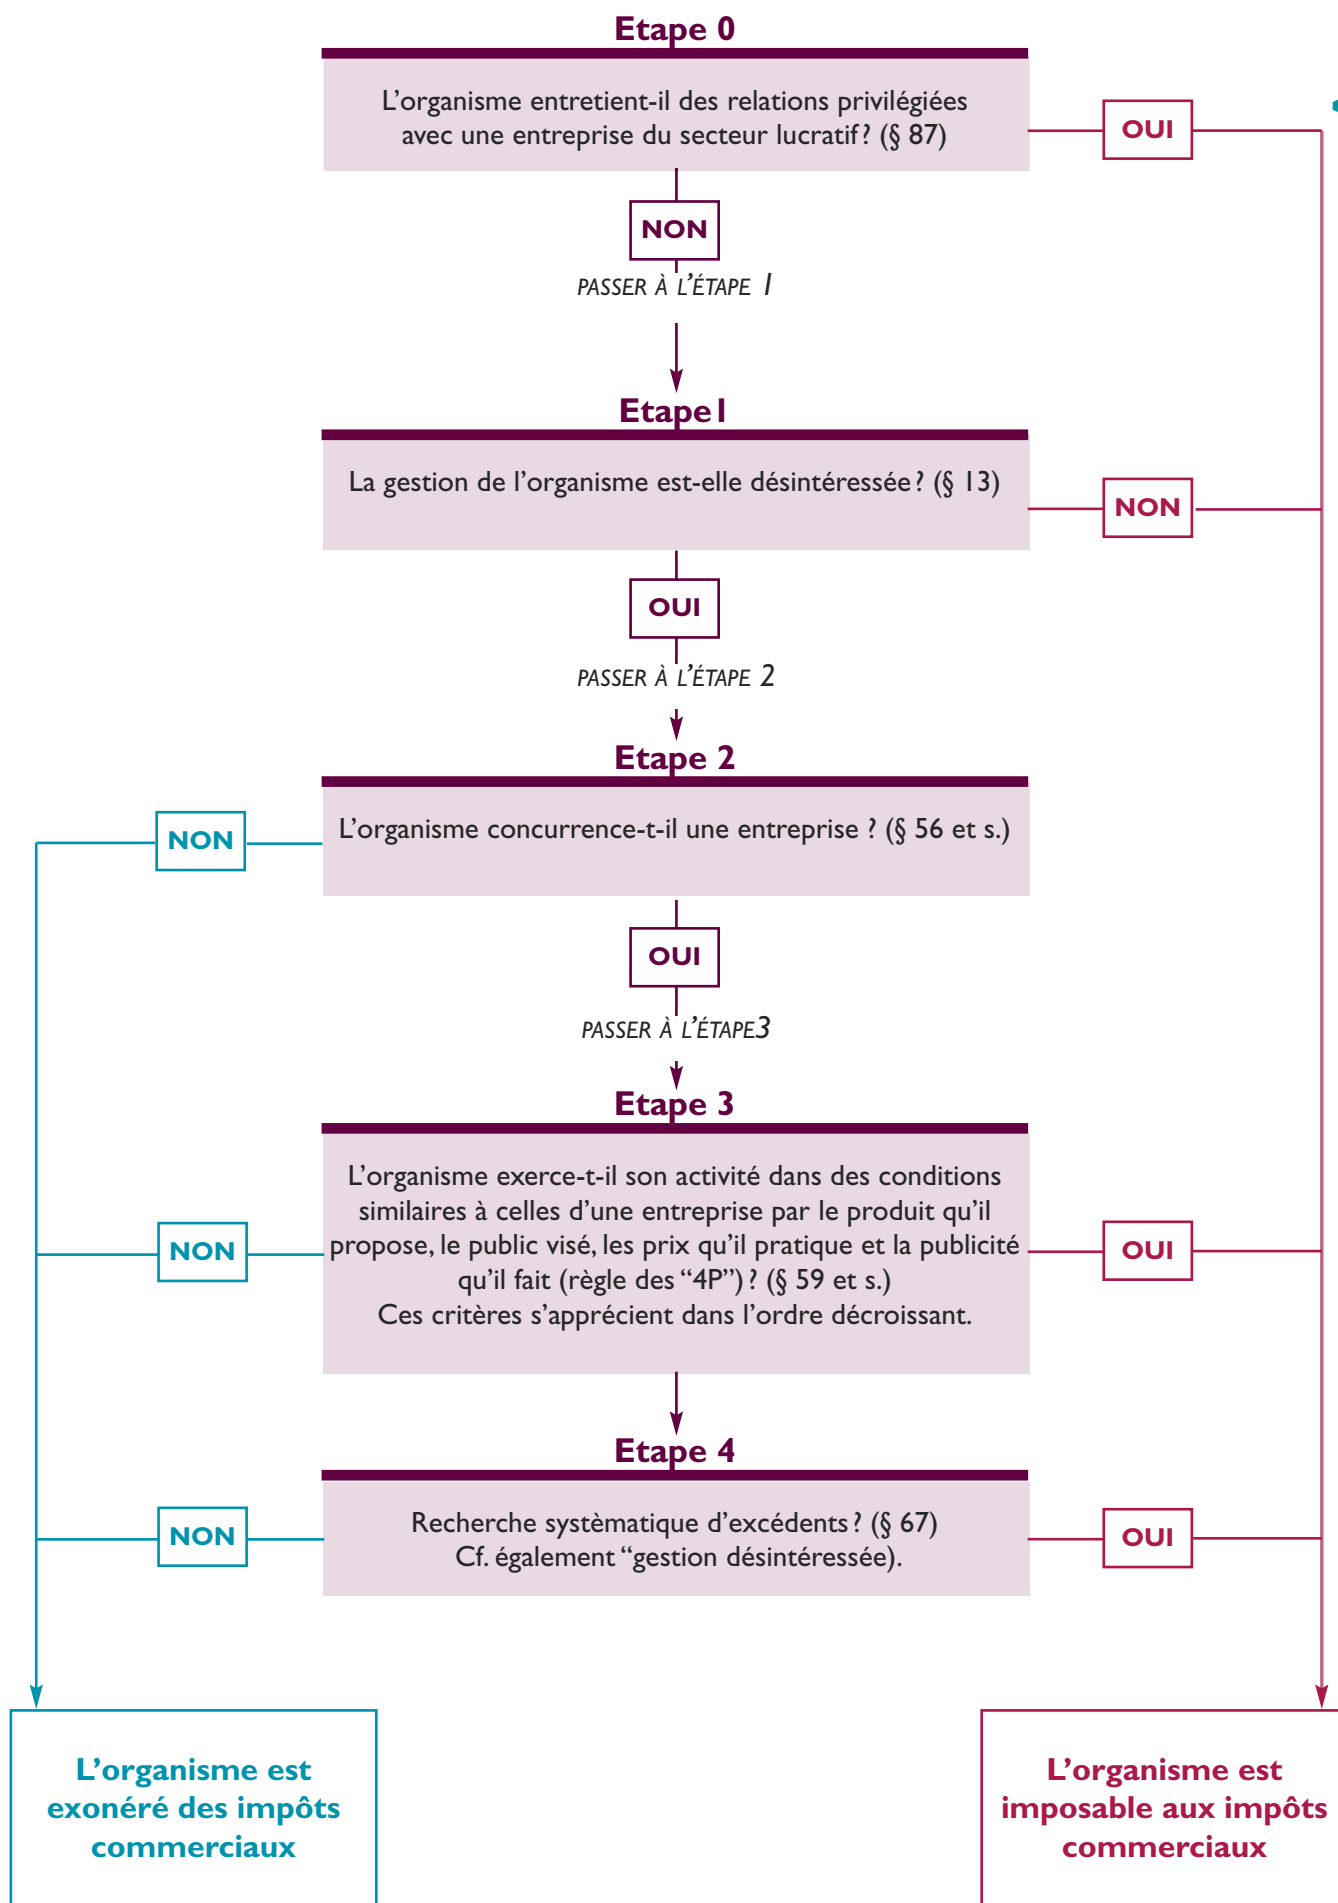 Etape 0
L’organisme entretient-il des relations privilégiées
avec une entreprise du secteur lucratif ? (§ 87)
OUI
NON
PASSER À L’ÉTAPE 1
Etape1
La gestion de l’organisme est-elle désintéressée ? (§ 13)
NON
OUI
PASSER À L’ÉTAPE 2
Etape 2
L’organisme concurrence-t-il une entreprise ? (§ 56 et s.)
NON
OUI
PASSER À L’ÉTAPE3
Etape 3
L’organisme exerce-t-il son activité dans des conditions
similaires à celles d’une entreprise par le produit qu’il
propose, le public visé, les prix qu’il pratique et la publicité
qu’il fait (règle des “4P”) ? (§ 59 et s.)
Ces critères s’apprécient dans l’ordre décroissant.
NON
OUI
Etape 4
Recherche systèmatique d’excédents ? (§ 67)
Cf. également “gestion désintéressée).
NON
OUI
L’organisme est
exonéré des impôts
commerciaux
L’organisme est
imposable aux impôts
commerciaux